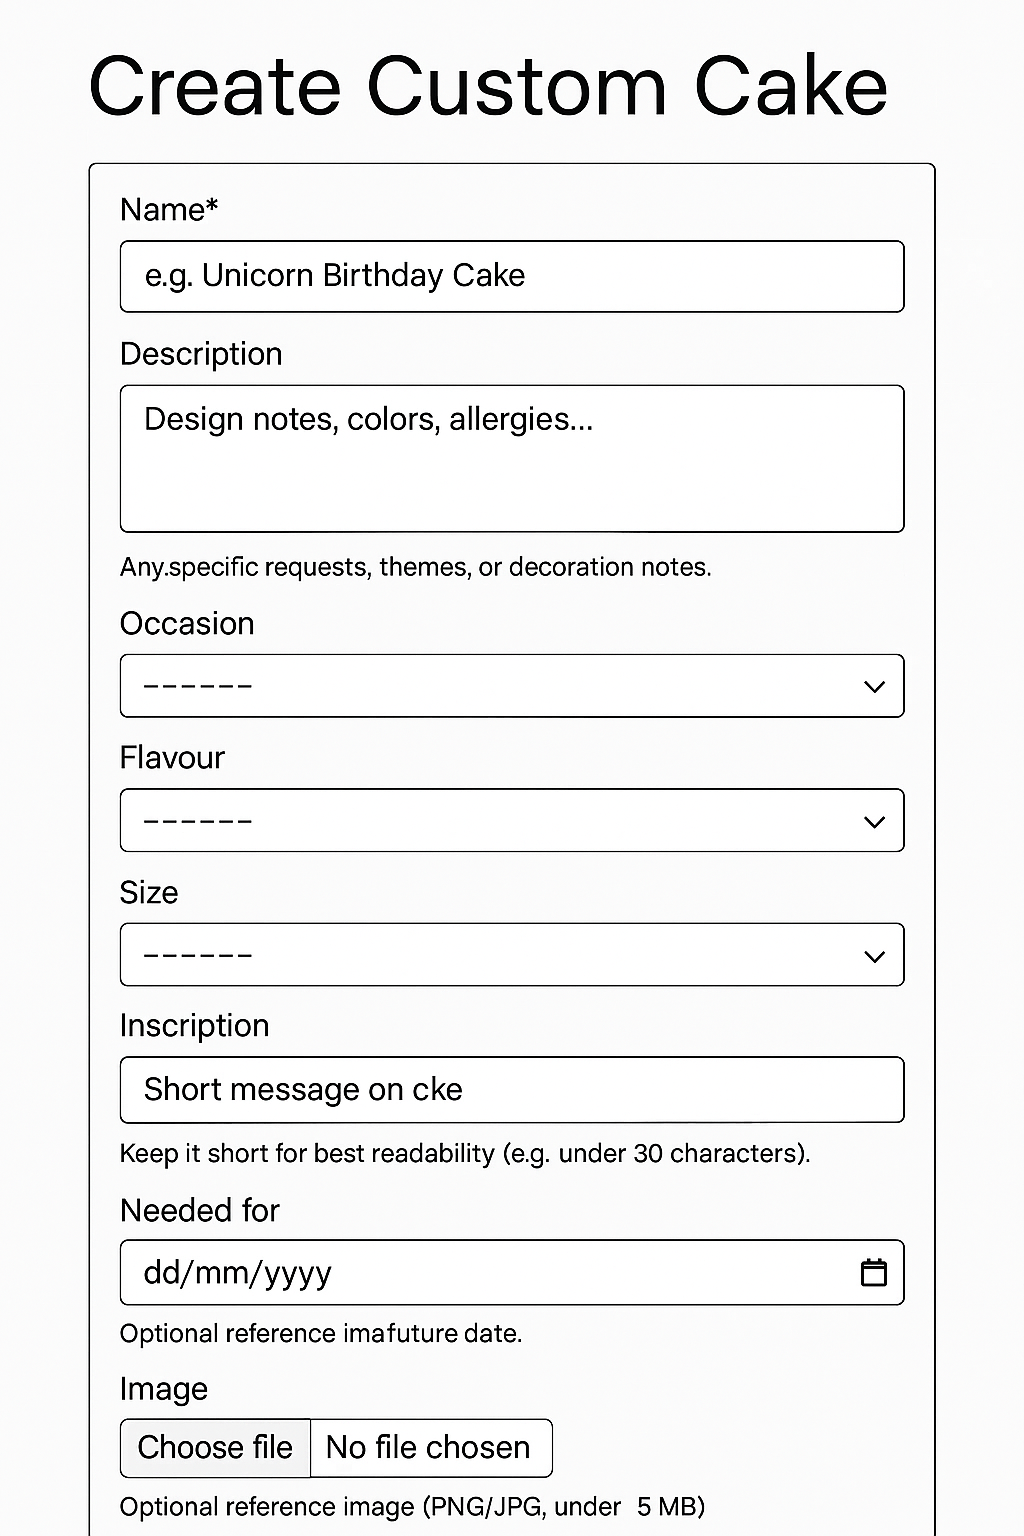 Create Custom Cake
Name*
e.g. Unicorn Birthday Cake
Description
Design notes, colors, allergies...
Any.specific requests, themes, or decoration notes.
Occasion
------
Flavour
------
Size
------
Inscription
Short message on cke
Keep it short for best readability (e.g. under 30 characters).
Needed for
dd/mm/yyyy
Optional reference imafuture date.
Image
Choose file No file chosen
Optional reference image (PNG/JPG, under 5 MB)